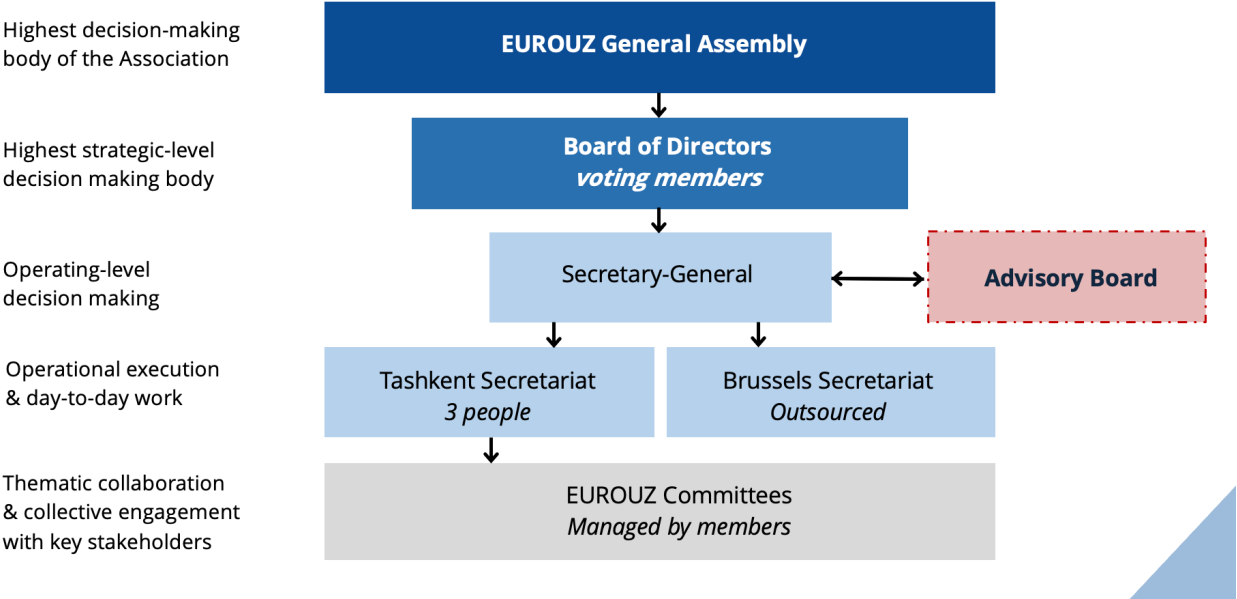 Highest decision-making
body of the Association
EUROUZ General Assembly
Highest strategic-level
decision making body
Board of Directors
voting members
Operating-level
decision making
Secretary-General
Advisory Board
Operational execution
& day-to-day work
Tashkent Secretariat
3 people
Brussels Secretariat
Outsourced
Thematic collaboration
& collective engagement
with key stakeholders
EUROUZ Committees
Managed by members